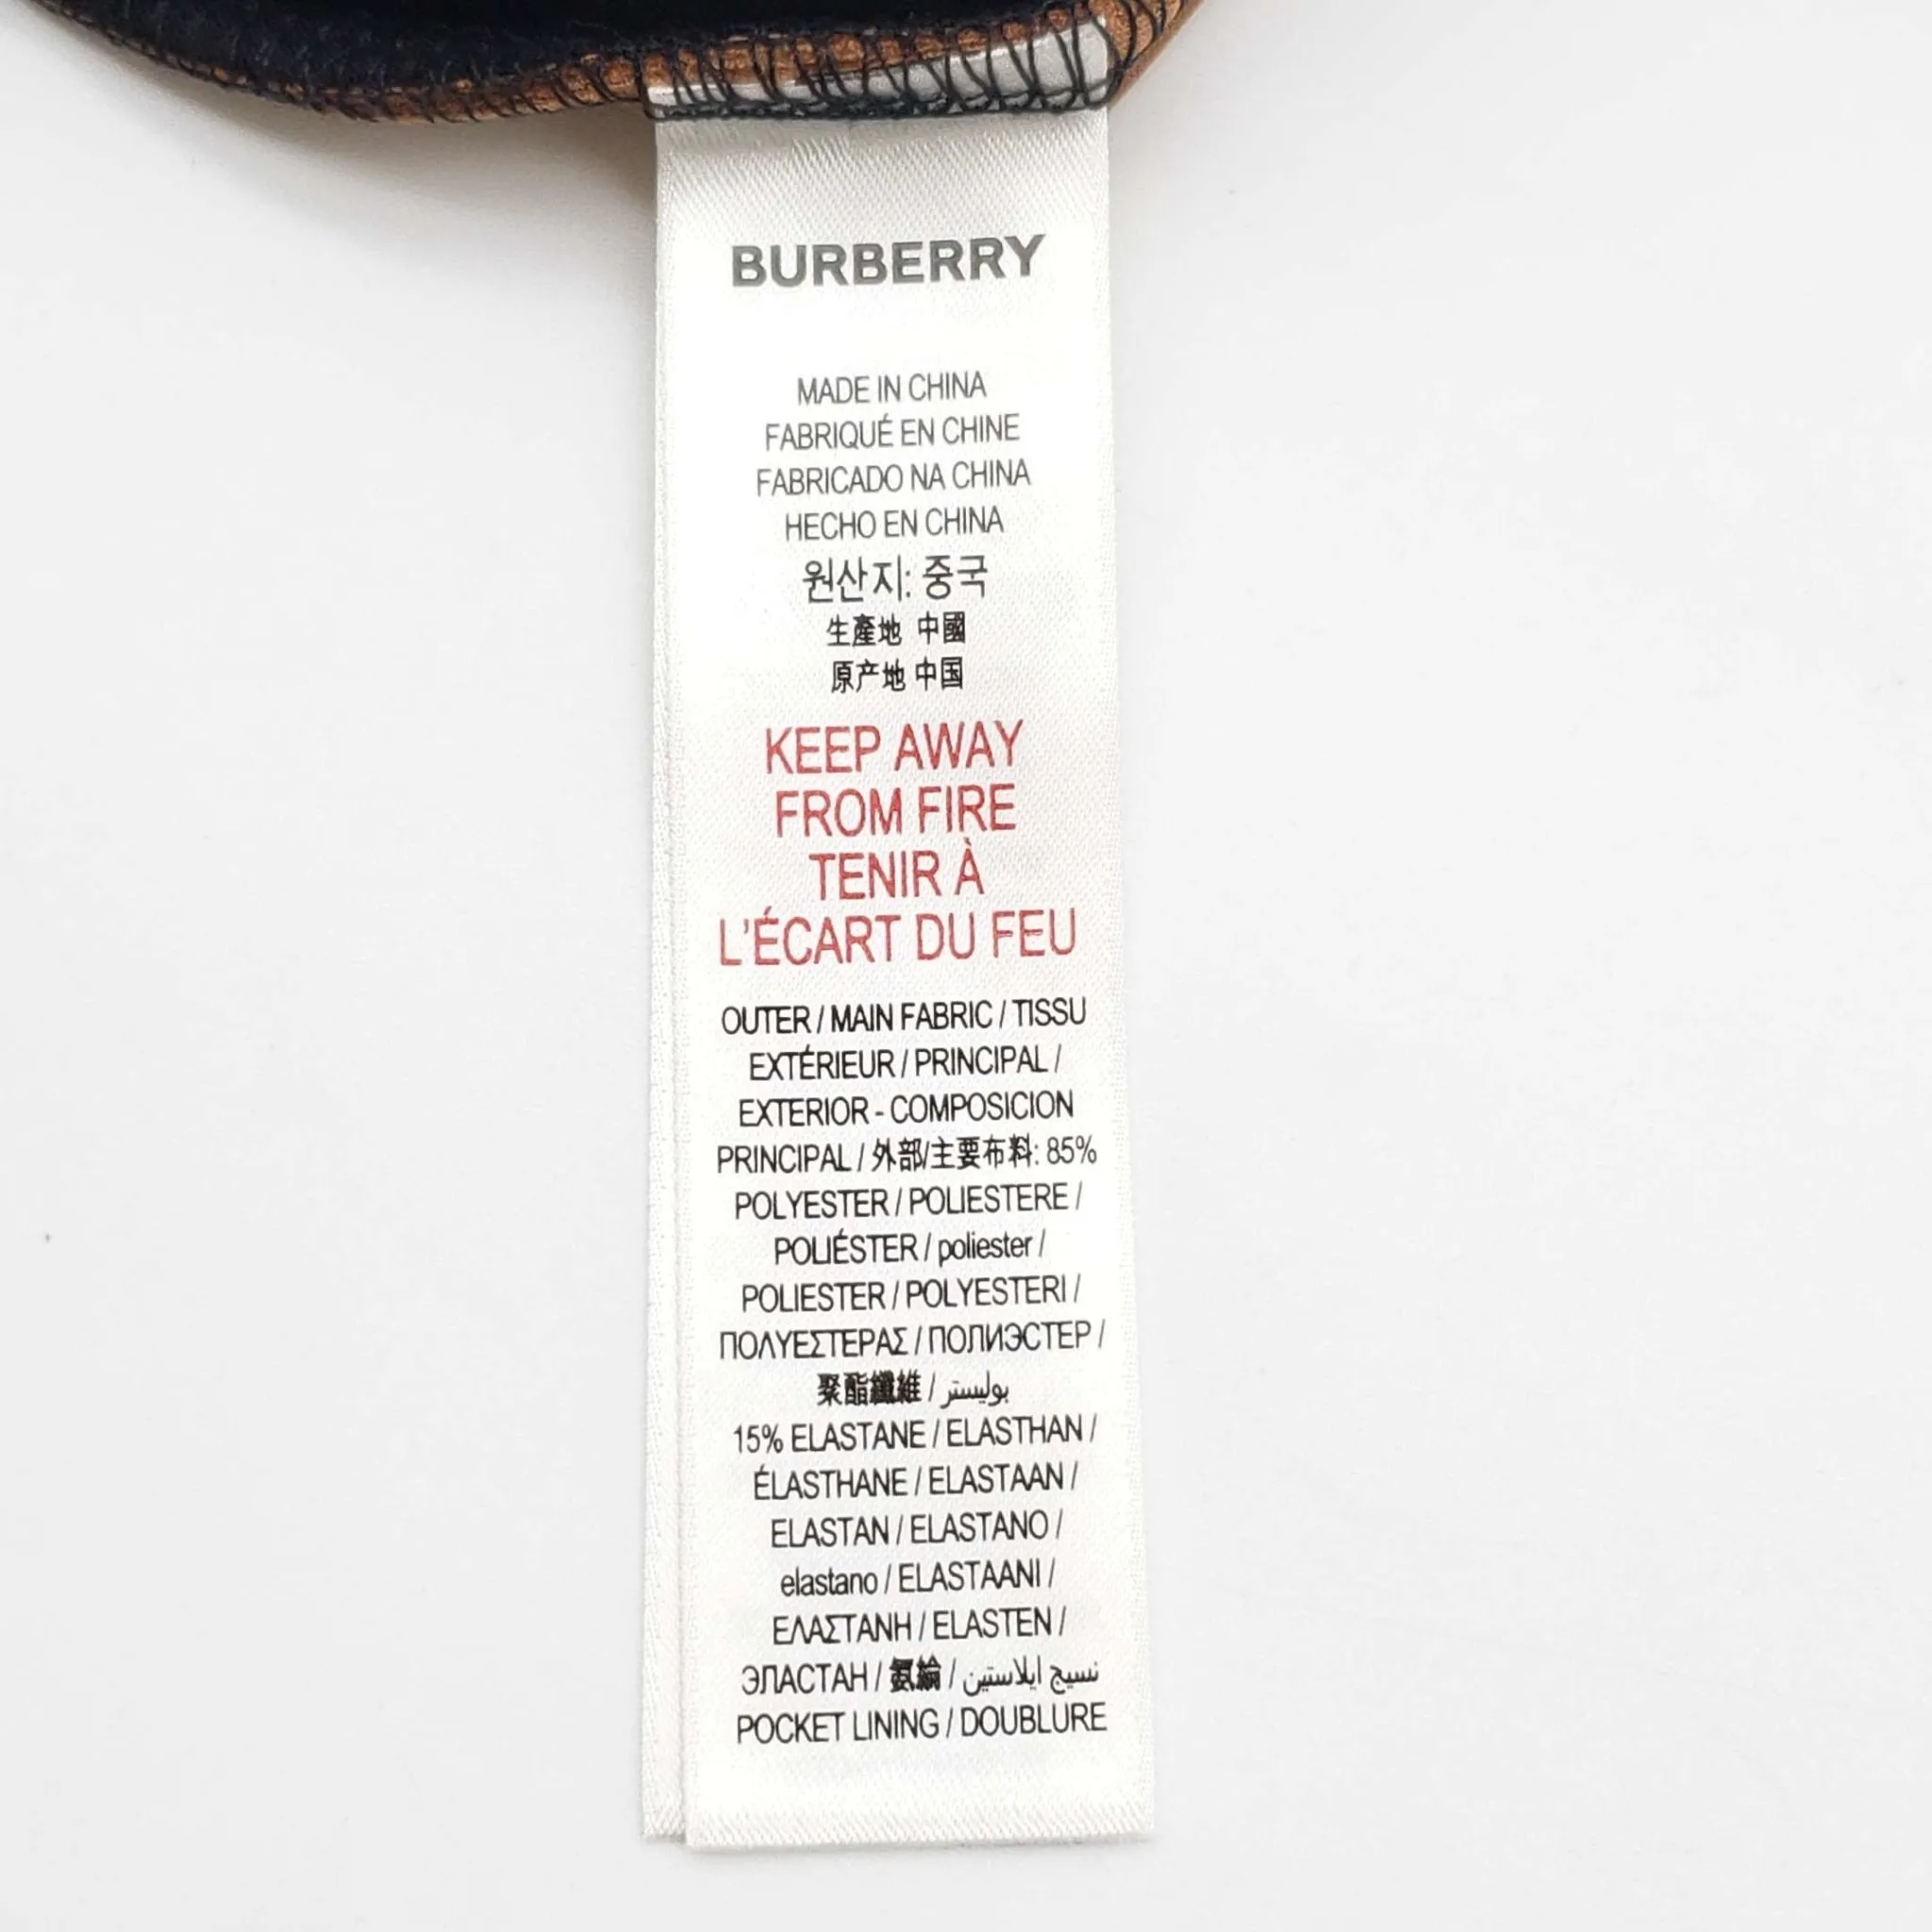 BURBERRY
MADE IN CHINA
FABRIQUÉ EN CHINE
FABRICADO NA CHINA
HECHO EN CHINA
원산지: 중국
生產地 中國
原产地 中国
KEEP AWAY
FROM FIRE
TENIR À
L'ÉCART DU FEU
OUTER / MAIN FABRIC / TISSU
EXTÉRIEUR / PRINCIPAL /
EXTERIOR - COMPOSICION
PRINCIPAL / 外部/主要布料: 85%
POLYESTER / POLIESTERE /
POLIÉSTER / poliester /
POLIESTER / POLYESTERI /
ΠΟΛΥΕΣΤΕΡΑΣ / ПОЛИЭСТЕР /
聚酯纖維 / بوليستر
15% ELASTANE / ELASTHAN /
ÉLASTHANE / ELASTAAN /
ELASTAN / ELASTANO /
elastano / ELASTAANI /
ΕΛΑΣΤΑΝΗ / ELASTEN /
ЭЛАСТАН / 氨綸 / نسيج ايلاستين
POCKET LINING / DOUBLURE